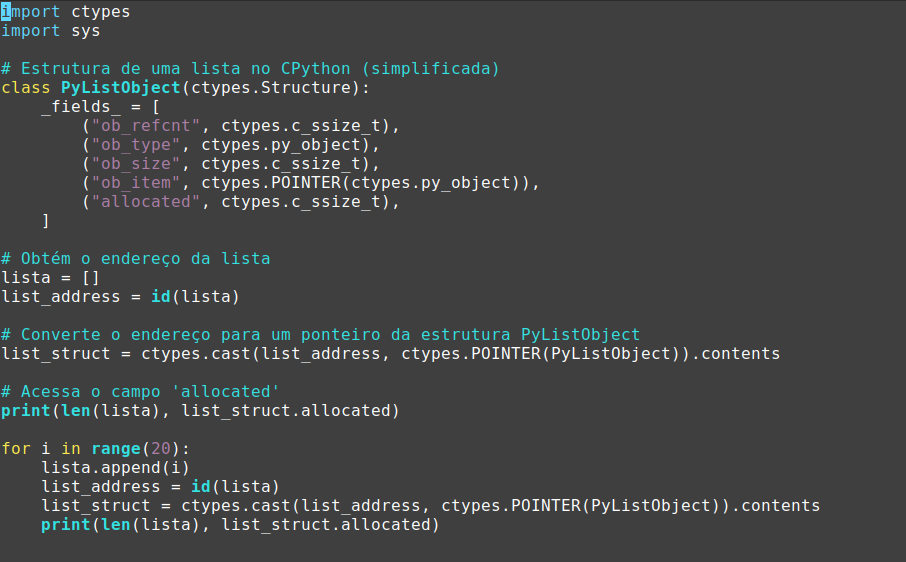 import ctypes
import sys
# Estrutura de uma lista no CPython (simplificada)
class PyListObject(ctypes.Structure):
    _fields_ = [
        ("ob_refcnt", ctypes.c_ssize_t),
        ("ob_type", ctypes.py_object),
        ("ob_size", ctypes.c_ssize_t),
        ("ob_item", ctypes.POINTER(ctypes.py_object)),
        ("allocated", ctypes.c_ssize_t),
    ]
# Obtém o endereço da lista
lista = []
list_address = id(lista)
# Converte o endereço para um ponteiro da estrutura PyListObject
list_struct = ctypes.cast(list_address, ctypes.POINTER(PyListObject)).contents
# Acessa o campo 'allocated'
print(len(lista), list_struct.allocated)
for i in range(20):
    lista.append(i)
    list_address = id(lista)
    list_struct = ctypes.cast(list_address, ctypes.POINTER(PyListObject)).contents
    print(len(lista), list_struct.allocated)